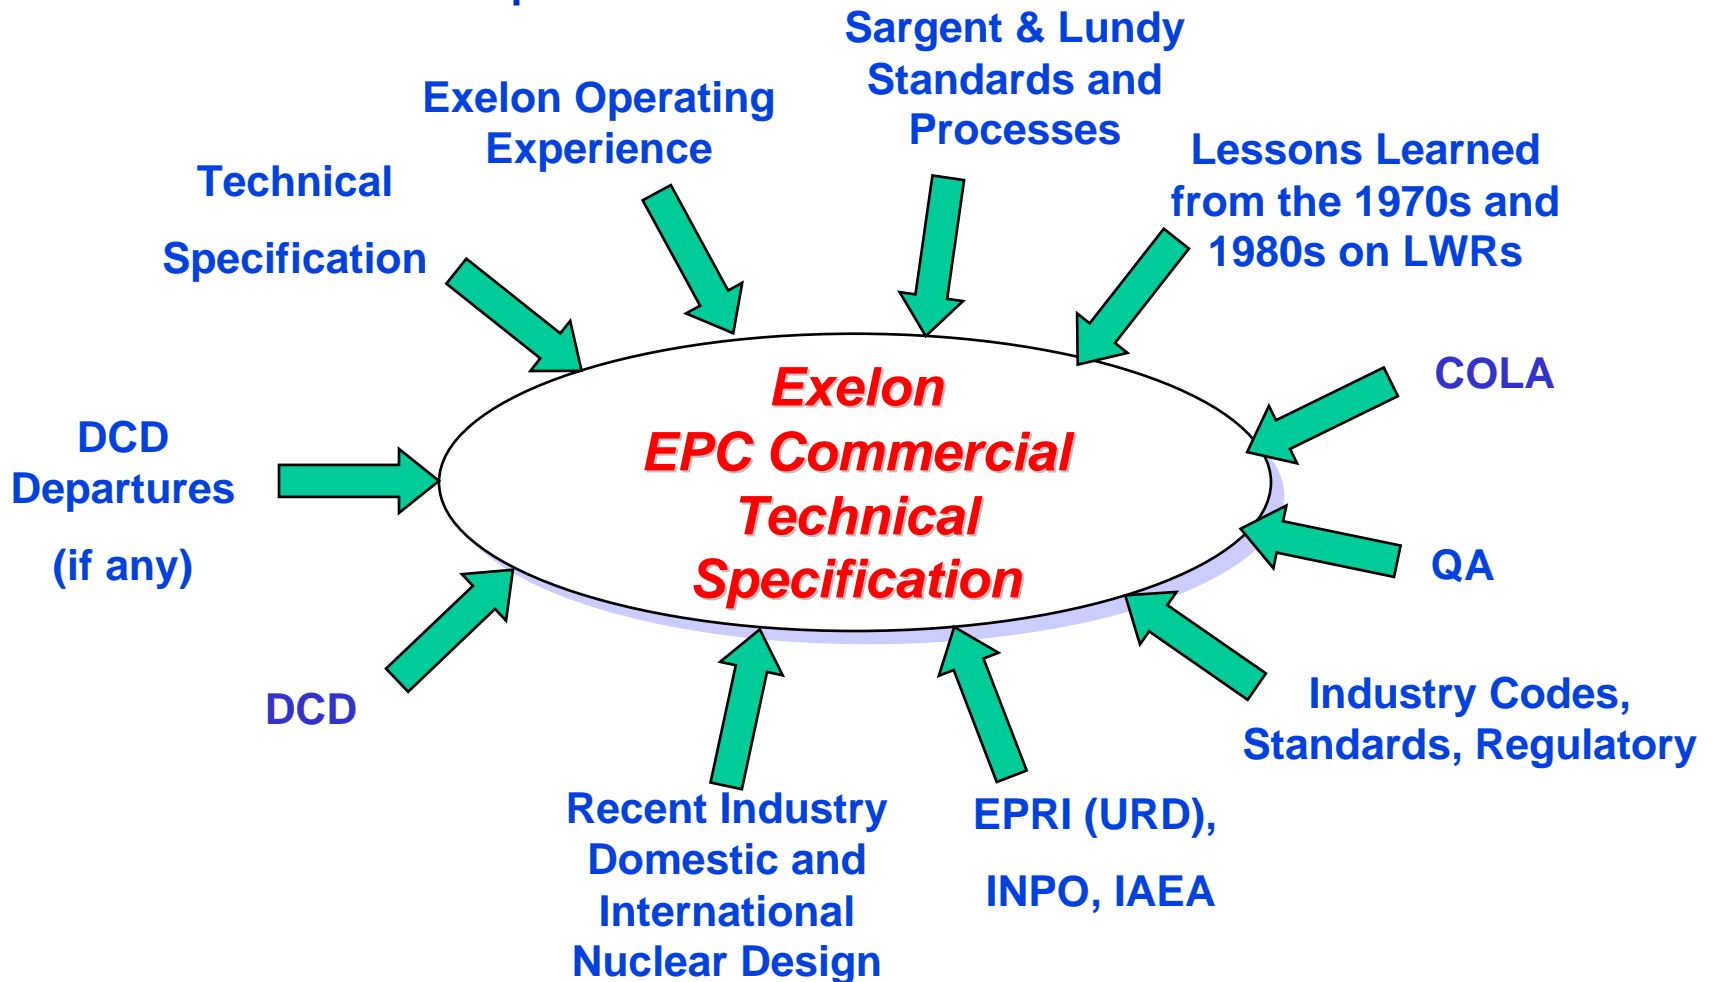 Sargent & Lundy
Standards and
Processes
Exelon Operating
Experience
Lessons Learned
from the 1970s and
1980s on LWRs
Technical
Specification
COLA
Exelon
EPC Commercial
Technical
Specification
DCD
Departures
(if any)
QA
DCD
Industry Codes,
Standards, Regulatory
Recent Industry
Domestic and
International
Nuclear Design
EPRI (URD),
INPO, IAEA